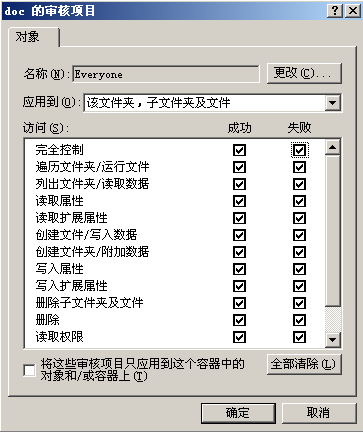 doc 的审核项目
对象
名称(N): Everyone 更改(C)...
应用到(O): 该文件夹，子文件夹及文件
访问(S): 成功 失败
完全控制
遍历文件夹/运行文件
列出文件夹/读取数据
读取属性
读取扩展属性
创建文件/写入数据
创建文件夹/附加数据
写入属性
写入扩展属性
删除子文件夹及文件
删除
读取权限
将这些审核项目只应用到这个容器中的 全部清除(L)
对象和/或容器上(T)
确定 取消